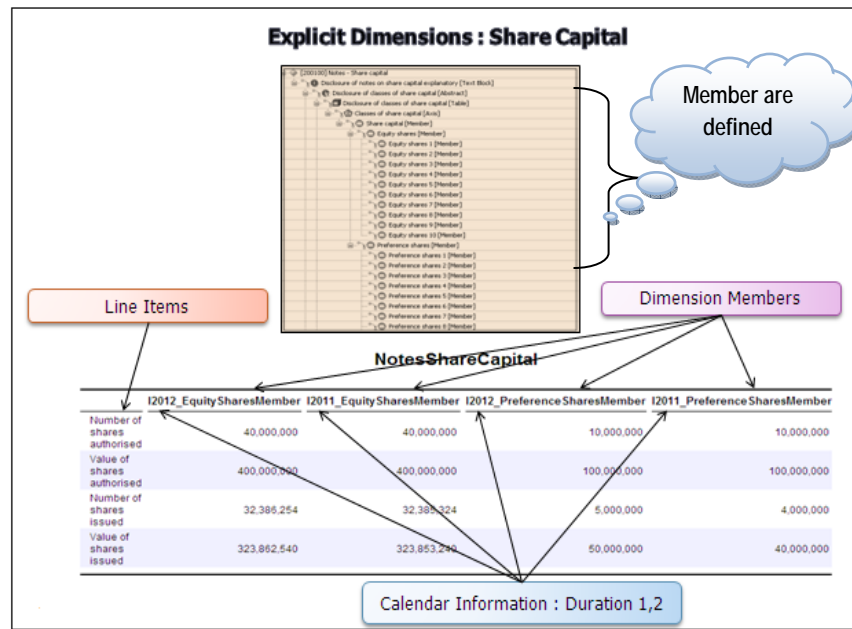 Explicit Dimensions : Share Capital
[200100] Notes - Share capital
Disclosure of notes on share capital explanatory [Text Block]
Disclosure of classes of share capital [Abstract]
Disclosure of classes of share capital [Table]
Classes of share capital [Axis]
Share capital [Member]
Equity shares [Member]
Equity shares 1 [Member]
Equity shares 2 [Member]
Equity shares 3 [Member]
Equity shares 4 [Member]
Equity shares 5 [Member]
Equity shares 6 [Member]
Equity shares 7 [Member]
Equity shares 8 [Member]
Equity shares 9 [Member]
Equity shares 10 [Member]
Preference shares [Member]
Preference shares 1 [Member]
Preference shares 2 [Member]
Preference shares 3 [Member]
Preference shares 4 [Member]
Preference shares 5 [Member]
Preference shares 6 [Member]
Preference shares 7 [Member]
Preference shares 8 [Member]
Member are
defined
Line Items
Dimension Members
NotesShareCapital
I2012_EquitySharesMember I2011_EquitySharesMember I2012_PreferenceSharesMember I2011_PreferenceSharesMember
Number of
shares
authorised 40,000,000 40,000,000 10,000,000 10,000,000
Value of
shares
authorised 400,000,000 400,000,000 100,000,000 100,000,000
Number of
shares
issued 32,386,254 32,385,324 5,000,000 4,000,000
Value of
shares
issued 323,862,540 323,853,240 50,000,000 40,000,000
Calendar Information : Duration 1,2